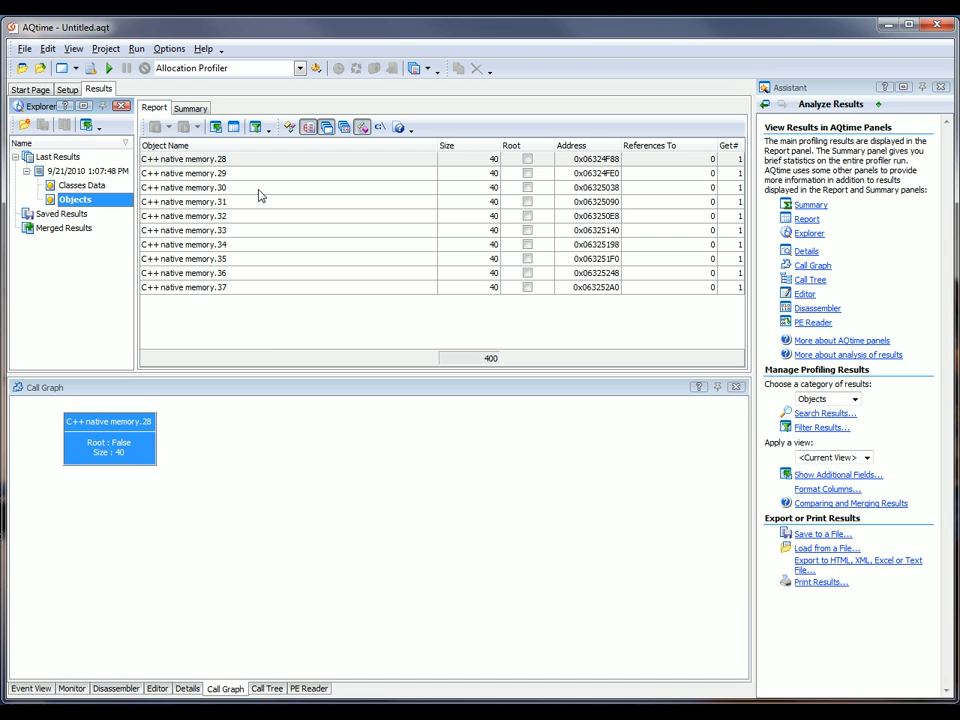 AQtime - Untitled.aqt
File Edit View Project Run Options Help
Allocation Profiler
Start Page Setup Results
Explorer
Name
Last Results
9/21/2010 1:07:48 PM
Classes Data
Objects
Saved Results
Merged Results
Report Summary
Object Name Size Root Address References To Get#
C++ native memory.28 40 0x06324F88 0 1
C++ native memory.29 40 0x06324FE0 0 1
C++ native memory.30 40 0x06325038 0 1
C++ native memory.31 40 0x06325090 0 1
C++ native memory.32 40 0x063250E8 0 1
C++ native memory.33 40 0x06325140 0 1
C++ native memory.34 40 0x06325198 0 1
C++ native memory.35 40 0x063251F0 0 1
C++ native memory.36 40 0x06325248 0 1
C++ native memory.37 40 0x063252A0 0 1
400
Call Graph
C++ native memory.28
Root : False
Size : 40
Event View Monitor Disassembler Editor Details Call Graph Call Tree PE Reader
Assistant
Analyze Results
View Results in AQtime Panels
The main profiling results are displayed in the Report panel. The Summary panel gives you brief statistics on the entire profiler run. AQtime uses some other panels to provide more information in addition to results displayed in the Report and Summary panels:
Summary
Report
Explorer
Details
Call Graph
Call Tree
Editor
Disassembler
PE Reader
More about AQtime panels
More about analysis of results
Manage Profiling Results
Choose a category of results:
Objects
Search Results...
Filter Results...
Apply a view:
<Current View>
Show Additional Fields...
Format Columns...
Comparing and Merging Results
Export or Print Results
Save to a File...
Load from a File...
Export to HTML, XML, Excel or Text File...
Print Results...